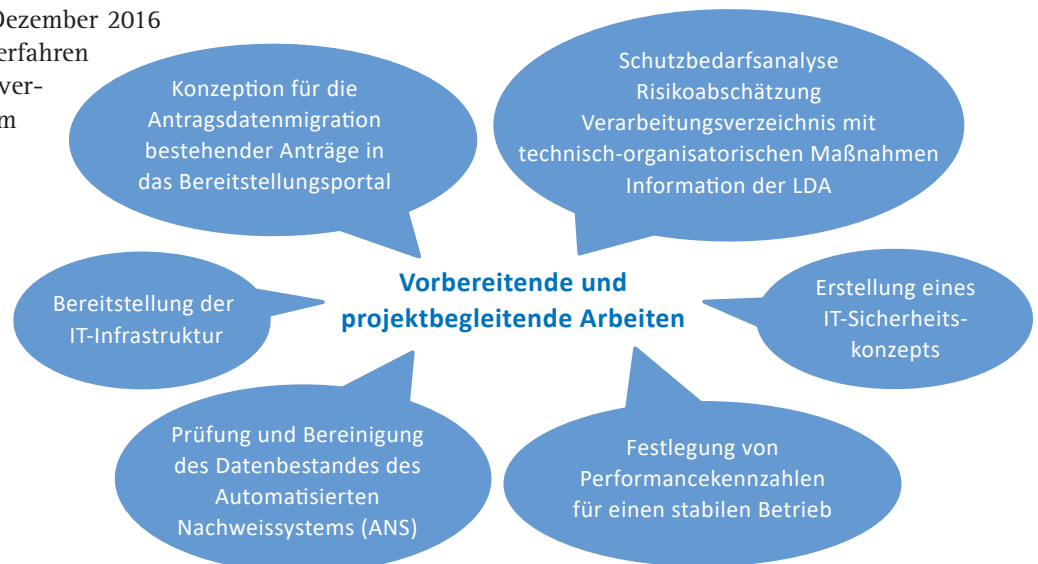 Dezember 2016
erfahren
ver-
m
Konzeption für die
Antragsdatenmigration
bestehender Anträge in
das Bereitstellungsportal
Schutzbedarfsanalyse
Risikoabschätzung
Verarbeitungsverzeichnis mit
technisch-organisatorischen Maßnahmen
Information der LDA
Vorbereitende und
projektbegleitende Arbeiten
Bereitstellung der
IT-Infrastruktur
Erstellung eines
IT-Sicherheits-
konzepts
Prüfung und Bereinigung
des Datenbestandes des
Automatisierten
Nachweissystems (ANS)
Festlegung von
Performancekennzahlen
für einen stabilen Betrieb